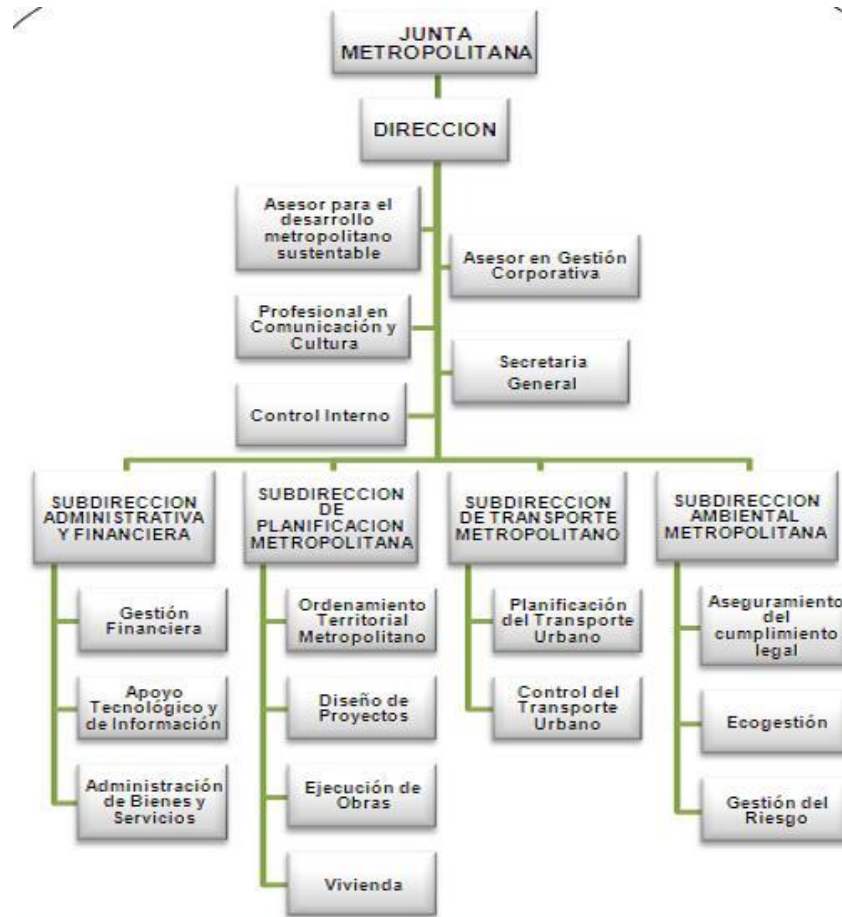 JUNTA
METROPOLITANA
DIRECCION
Asesor para el
desarrollo
metropolitano
sustentable
Asesor en Gestión
Corporativa
Profesional en
Comunicación y
Cultura
Secretaria
General
Control Interno
SUBDIRECCION
ADMINISTRATIVA
Y FINANCIERA
SUBDIRECCION
DE
PLANIFICACION
METROPOLITANA
SUBDIRECCION
DE TRANSPORTE
METROPOLITANO
SUBDIRECCION
AMBIENTAL
METROPOLITANA
Gestión
Financiera
Apoyo
Tecnológico y
de Información
Administración
de Bienes y
Servicios
Ordenamiento
Territorial
Metropolitano
Diseño de
Proyectos
Ejecución de
Obras
Vivienda
Planificación
del Transporte
Urbano
Control del
Transporte
Urbano
Aseguramiento
del
cumplimiento
legal
Ecogestión
Gestión del
Riesgo